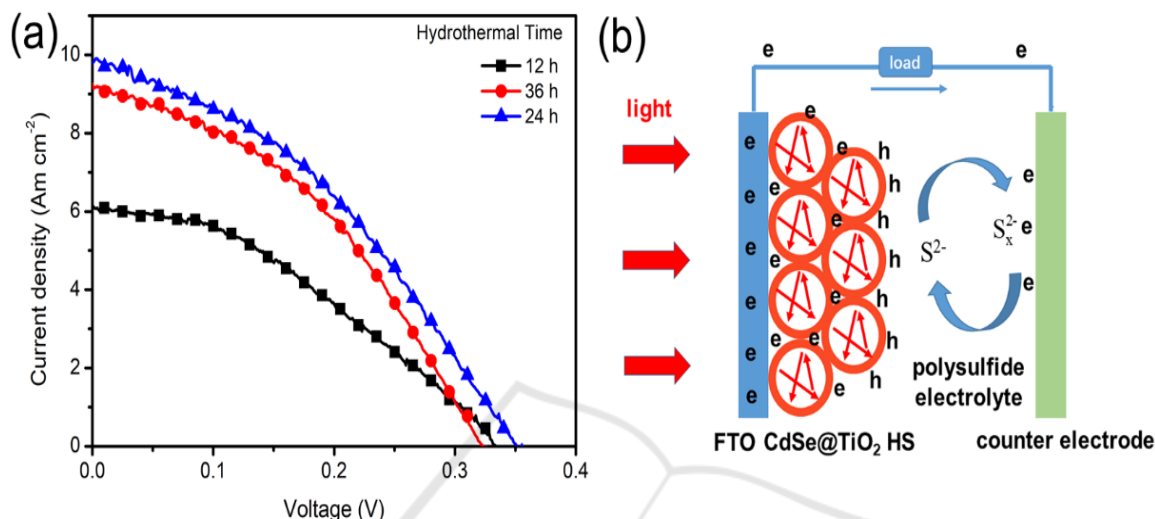 (a)
Hydrothermal Time
12 h
36 h
24 h
10
8
6
4
2
0
Current density (Am cm⁻²)
0.0 0.1 0.2 0.3 0.4
Voltage (V)
(b)
e e
load
light
e
e e h
e h
e e h
e h
e e h
e h
e e e h
e e h
e
e
e
S²⁻
Sₓ²⁻
polysulfide
electrolyte
FTO CdSe@TiO₂ HS
counter electrode